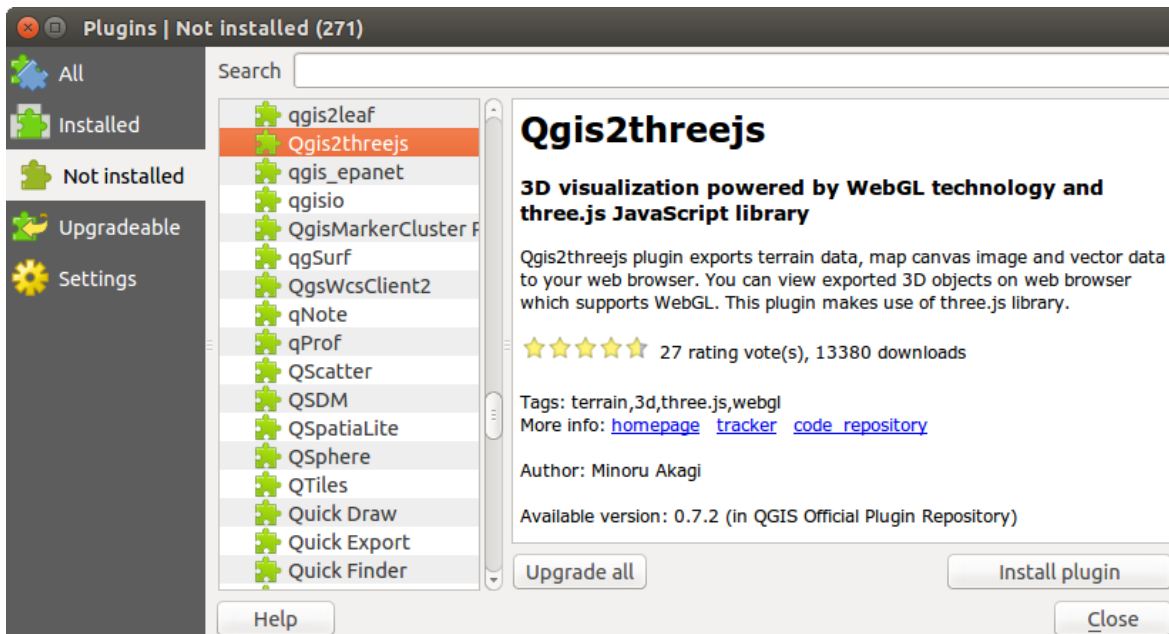 Plugins | Not installed (271)
All
Installed
Not installed
Upgradeable
Settings
Search
qgis2leaf
Qgis2threejs
qgis_epanet
qgisio
QgisMarkerCluster
qgSurf
QgsWcsClient2
qNote
qProf
QScatter
QSDM
QSpatiaLite
QSphere
QTiles
Quick Draw
Quick Export
Quick Finder
Qgis2threejs
3D visualization powered by WebGL technology and
three.js JavaScript library
Qgis2threejs plugin exports terrain data, map canvas image and vector data
to your web browser. You can view exported 3D objects on web browser
which supports WebGL. This plugin makes use of three.js library.
27 rating vote(s), 13380 downloads
Tags: terrain,3d,three.js,webgl
More info: homepage tracker code repository
Author: Minoru Akagi
Available version: 0.7.2 (in QGIS Official Plugin Repository)
Upgrade all
Install plugin
Help
Close